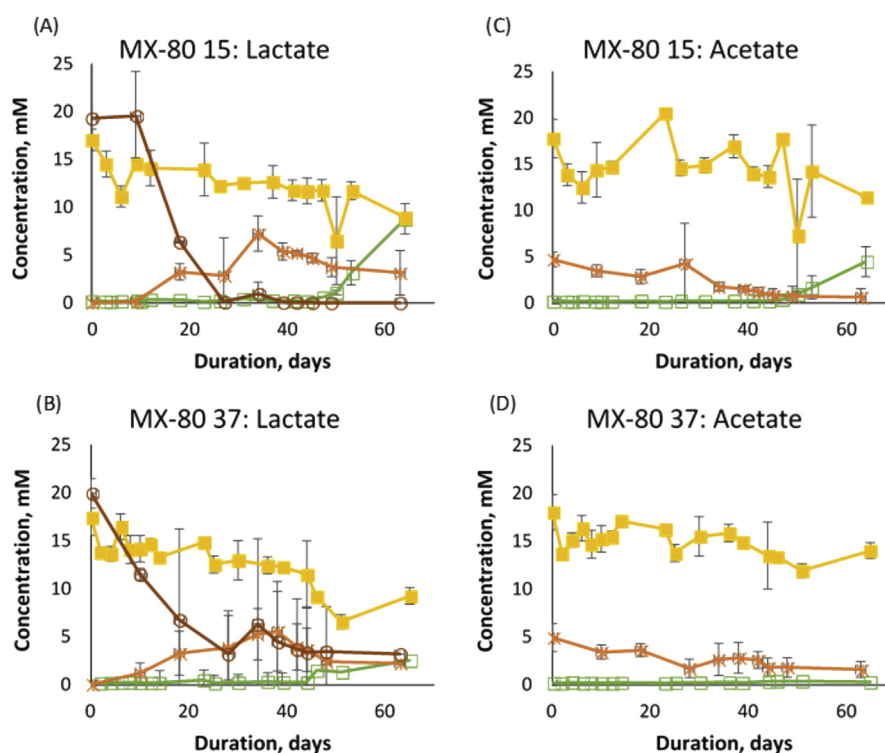 (A)
MX-80 15: Lactate
Concentration, mM
25
20
15
10
5
0
0 20 40 60
Duration, days
(C)
MX-80 15: Acetate
Concentration, mM
25
20
15
10
5
0
0 20 40 60
Duration, days
(B)
MX-80 37: Lactate
Concentration, mM
25
20
15
10
5
0
0 20 40 60
Duration, days
(D)
MX-80 37: Acetate
Concentration, mM
25
20
15
10
5
0
0 20 40 60
Duration, days